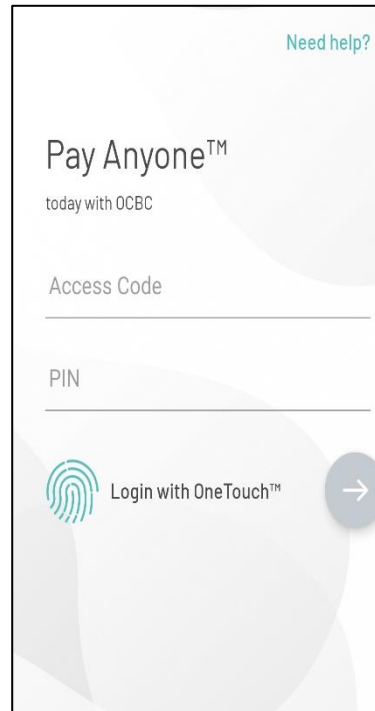 Need help?
Pay Anyone™
today with OCBC
Access Code
PIN
Login with OneTouch™